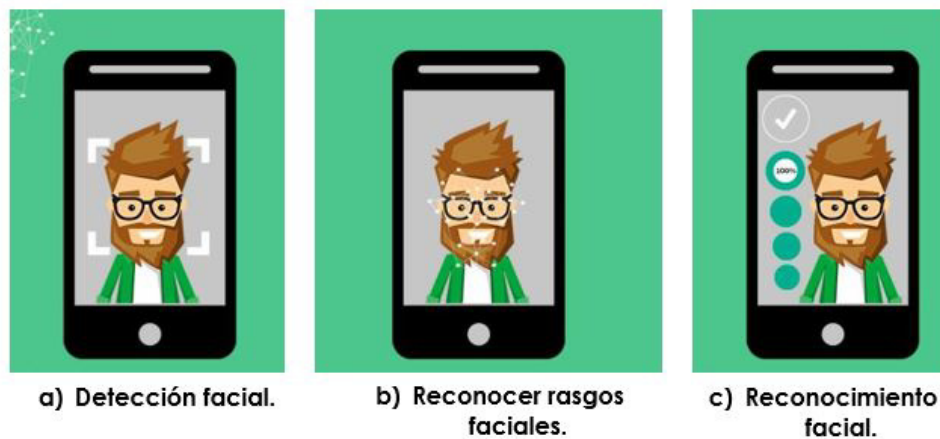 100%
a) Detección facial.
b) Reconocer rasgos
faciales.
c) Reconocimiento
facial.